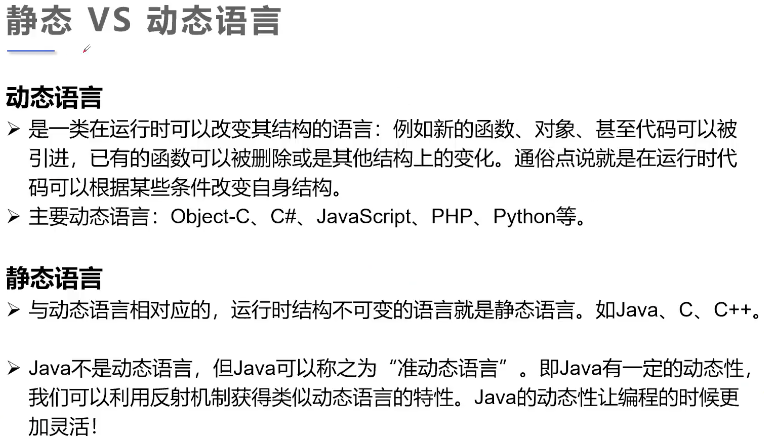 静态 VS 动态语言
动态语言
➢ 是一类在运行时可以改变其结构的语言：例如新的函数、对象、甚至代码可以被
引进，已有的函数可以被删除或是其他结构上的变化。通俗点说就是在运行时代
码可以根据某些条件改变自身结构。
➢ 主要动态语言：Object-C、C#、JavaScript、PHP、Python等。
静态语言
➢ 与动态语言相对应的，运行时结构不可变的语言就是静态语言。如Java、C、C++。
➢ Java不是动态语言，但Java可以称之为“准动态语言”。即Java有一定的动态性，
我们可以利用反射机制获得类似动态语言的特性。Java的动态性让编程的时候更
加灵活！